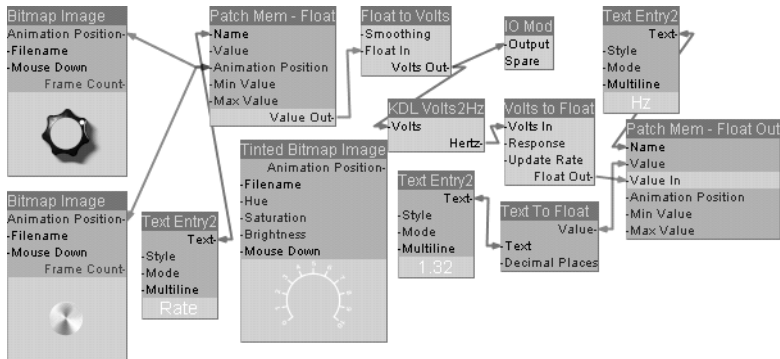 Bitmap Image
Animation Position-
-Filename
-Mouse Down
Frame Count-
Patch Mem - Float
-Name
-Value
-Animation Position
-Min Value
-Max Value
Value Out-
Float to Volts
-Smoothing
-Float In
Volts Out-
IO Mod
-Output
Spare
Text Entry2
Text-
-Style
-Mode
-Multiline
Hz
KDL Volts2Hz
-Volts
Hertz-
Volts to Float
-Volts In
-Response
-Update Rate
Float Out-
Patch Mem - Float Out
-Name
-Value
-Value In
-Animation Position
-Min Value
-Max Value
Tinted Bitmap Image
Animation Position-
-Filename
-Hue
-Saturation
-Brightness
-Mouse Down
Text Entry2
Text-
-Style
-Mode
-Multiline
1.32
Text To Float
Value-
-Text
-Decimal Places
Bitmap Image
Animation Position-
-Filename
-Mouse Down
Frame Count-
Text Entry2
Text-
-Style
-Mode
-Multiline
Rate